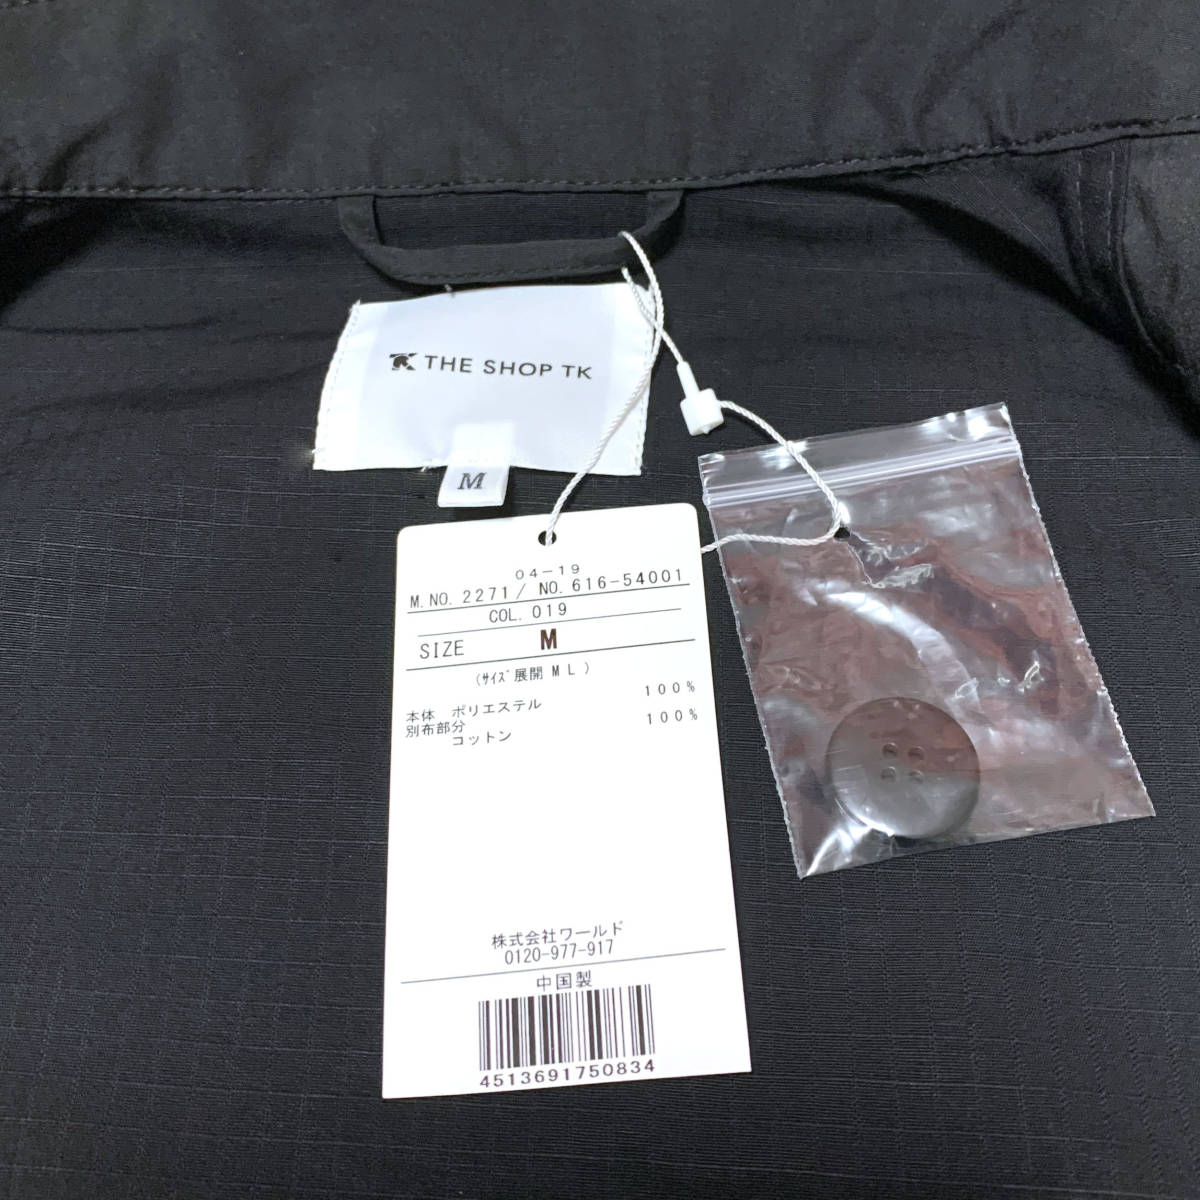 THE SHOP TK
M
04-19
M.NO. 2271/ NO. 616-54001
COL. 019
SIZE M
(ｻｲｽﾞ展開 M L )
本体 ポリエステル 100%
別布部分
コットン 100%
株式会社ワールド
0120-977-917
中国製
4513691750834